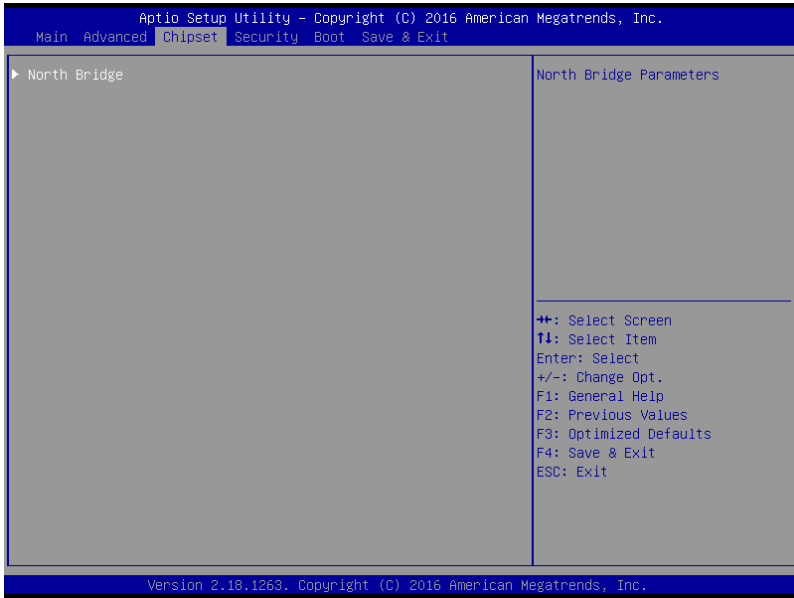 Aptio Setup Utility – Copyright (C) 2016 American Megatrends, Inc.
Main Advanced Chipset Security Boot Save & Exit
▶ North Bridge
North Bridge Parameters
→←: Select Screen
↑↓: Select Item
Enter: Select
+/-: Change Opt.
F1: General Help
F2: Previous Values
F3: Optimized Defaults
F4: Save & Exit
ESC: Exit
Version 2.18.1263. Copyright (C) 2016 American Megatrends, Inc.